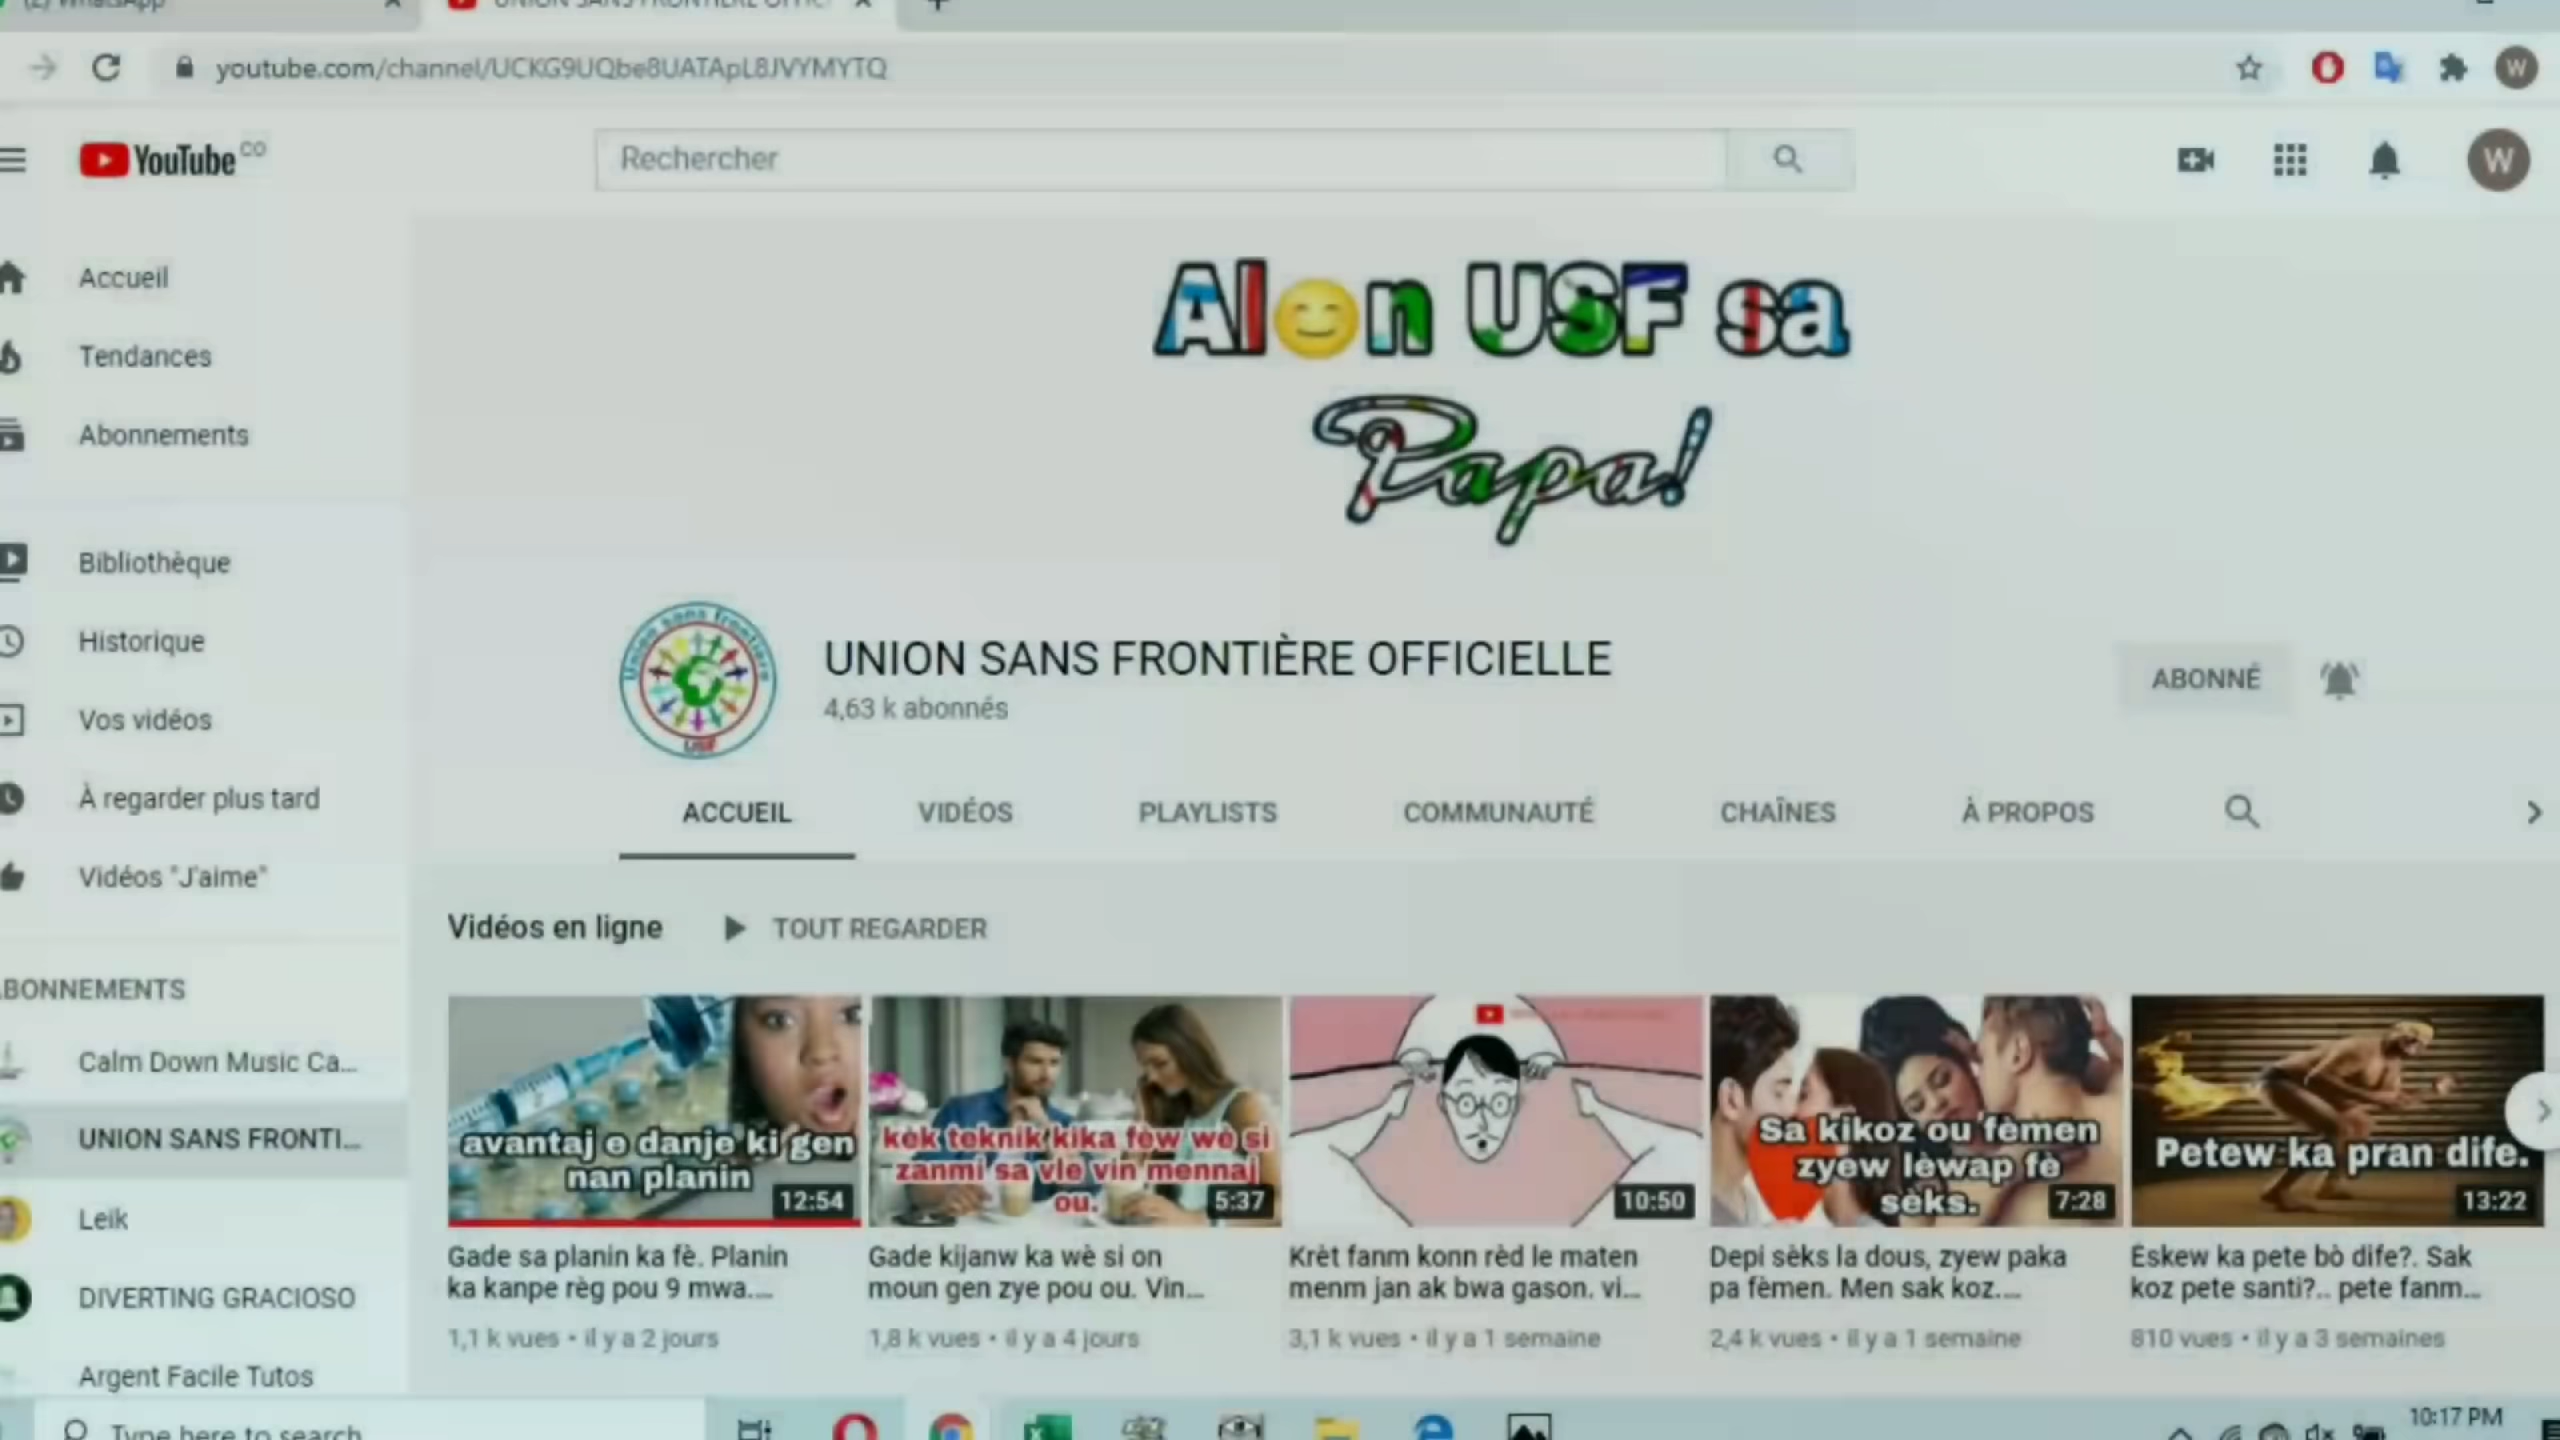 (2) WhatsApp
UNION SANS FRONTIÈRE OFFIC
youtube.com/channel/UCKG9UQbe8UATApL8JVYMYTQ
YouTube CO
Rechercher
W
W
Accueil
Tendances
Abonnements
Bibliothèque
Historique
Vos vidéos
À regarder plus tard
Vidéos "J'aime"
BONNEMENTS
Calm Down Music Ca...
UNION SANS FRONTI...
Leik
DIVERTING GRACIOSO
Argent Facile Tutos
Alon USF sa
Papa!
Union sans frontiere
USF
UNION SANS FRONTIÈRE OFFICIELLE
4,63 k abonnés
ABONNÉ
ACCUEIL
VIDÉOS
PLAYLISTS
COMMUNAUTÉ
CHAÎNES
À PROPOS
Vidéos en ligne
TOUT REGARDER
avantaj e danje ki gen
nan planin
12:54
Gade sa planin ka fè. Planin
ka kanpe règ pou 9 mwa....
1,1 k vues • il y a 2 jours
kèk teknik kika fèw wè si
zanmi sa vle vin mennaj
ou.
5:37
Gade kijanw ka wè si on
moun gen zye pou ou. Vin...
1,8 k vues • il y a 4 jours
10:50
Krèt fanm konn rèd le maten
menm jan ak bwa gason. vi...
3,1 k vues • il y a 1 semaine
Sa kikoz ou fèmen
zyew lèwap fè
sèks.
7:28
Depi sèks la dous, zyew paka
pa fèmen. Men sak koz....
2,4 k vues • il y a 1 semaine
Petew ka pran dife.
13:22
Eskew ka pete bò dife?. Sak
koz pete santi?.. pete fanm...
810 vues • il y a 3 semaines
Type here to search
10:17 PM